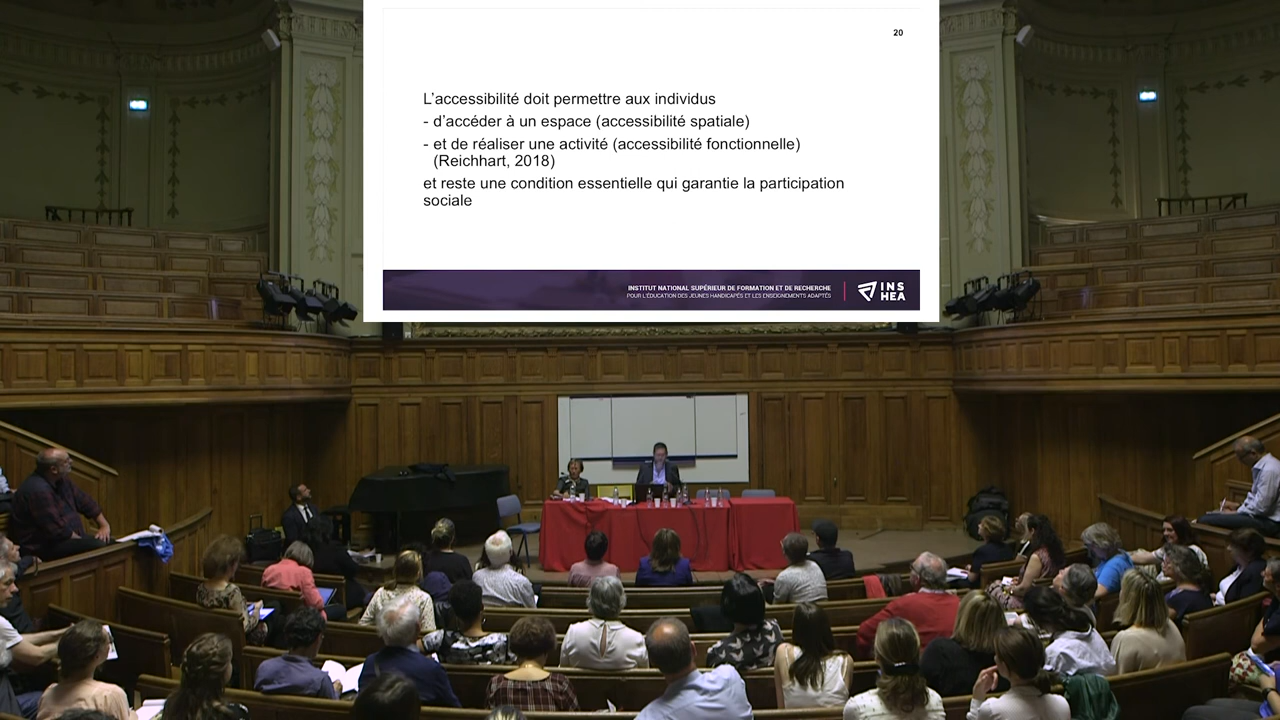 20
L'accessibilité doit permettre aux individus
- d'accéder à un espace (accessibilité spatiale)
- et de réaliser une activité (accessibilité fonctionnelle)
(Reichhart, 2018)
et reste une condition essentielle qui garantie la participation
sociale
INSTITUT NATIONAL SUPÉRIEUR DE FORMATION ET DE RECHERCHE
POUR L'ÉDUCATION DES JEUNES HANDICAPÉS ET LES ENSEIGNEMENTS ADAPTÉS
INS
HEA